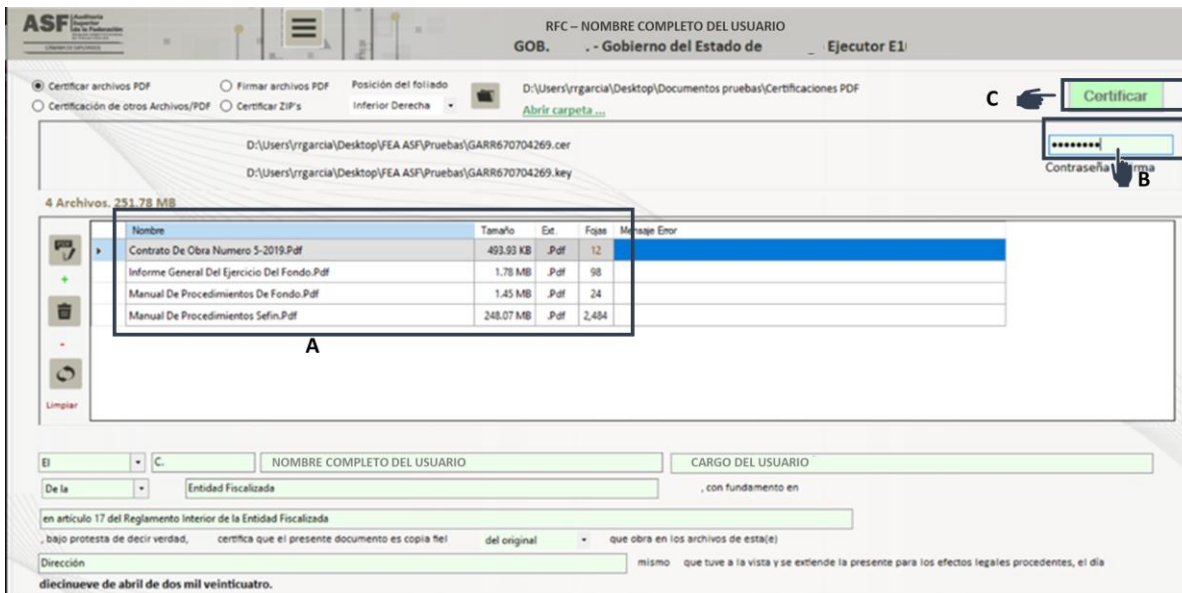 ASF Auditoría Superior de la Federación
CÁMARA DE DIPUTADOS
RFC – NOMBRE COMPLETO DEL USUARIO
GOB. . - Gobierno del Estado de _ Ejecutor E1
Certificar archivos PDF Firmar archivos PDF Posición del foliado D:\Users\rrgarcia\Desktop\Documentos pruebas\Certificaciones PDF
Certificación de otros Archivos/PDF Certificar ZIP's Inferior Derecha Abrir carpeta ... C Certificar
D:\Users\rrgarcia\Desktop\FEA ASF\Pruebas\GARR670704269.cer ••••••••
D:\Users\rrgarcia\Desktop\FEA ASF\Pruebas\GARR670704269.key Contraseña B
4 Archivos. 251.78 MB
Nombre Tamaño Ext. Fojas Mensaje Error
Contrato De Obra Numero 5-2019.Pdf 493.93 KB .Pdf 12
Informe General Del Ejercicio Del Fondo.Pdf 1.78 MB .Pdf 98
+
Manual De Procedimientos De Fondo.Pdf 1.45 MB .Pdf 24
Manual De Procedimientos Sefin.Pdf 248.07 MB .Pdf 2,484
-
A
Limpiar
El C. NOMBRE COMPLETO DEL USUARIO CARGO DEL USUARIO
De la Entidad Fiscalizada , con fundamento en
en artículo 17 del Reglamento Interior de la Entidad Fiscalizada
, bajo protesta de decir verdad, certifica que el presente documento es copia fiel del original que obra en los archivos de esta(e)
Dirección mismo que tuve a la vista y se extiende la presente para los efectos legales procedentes, el día
diecinueve de abril de dos mil veinticuatro.